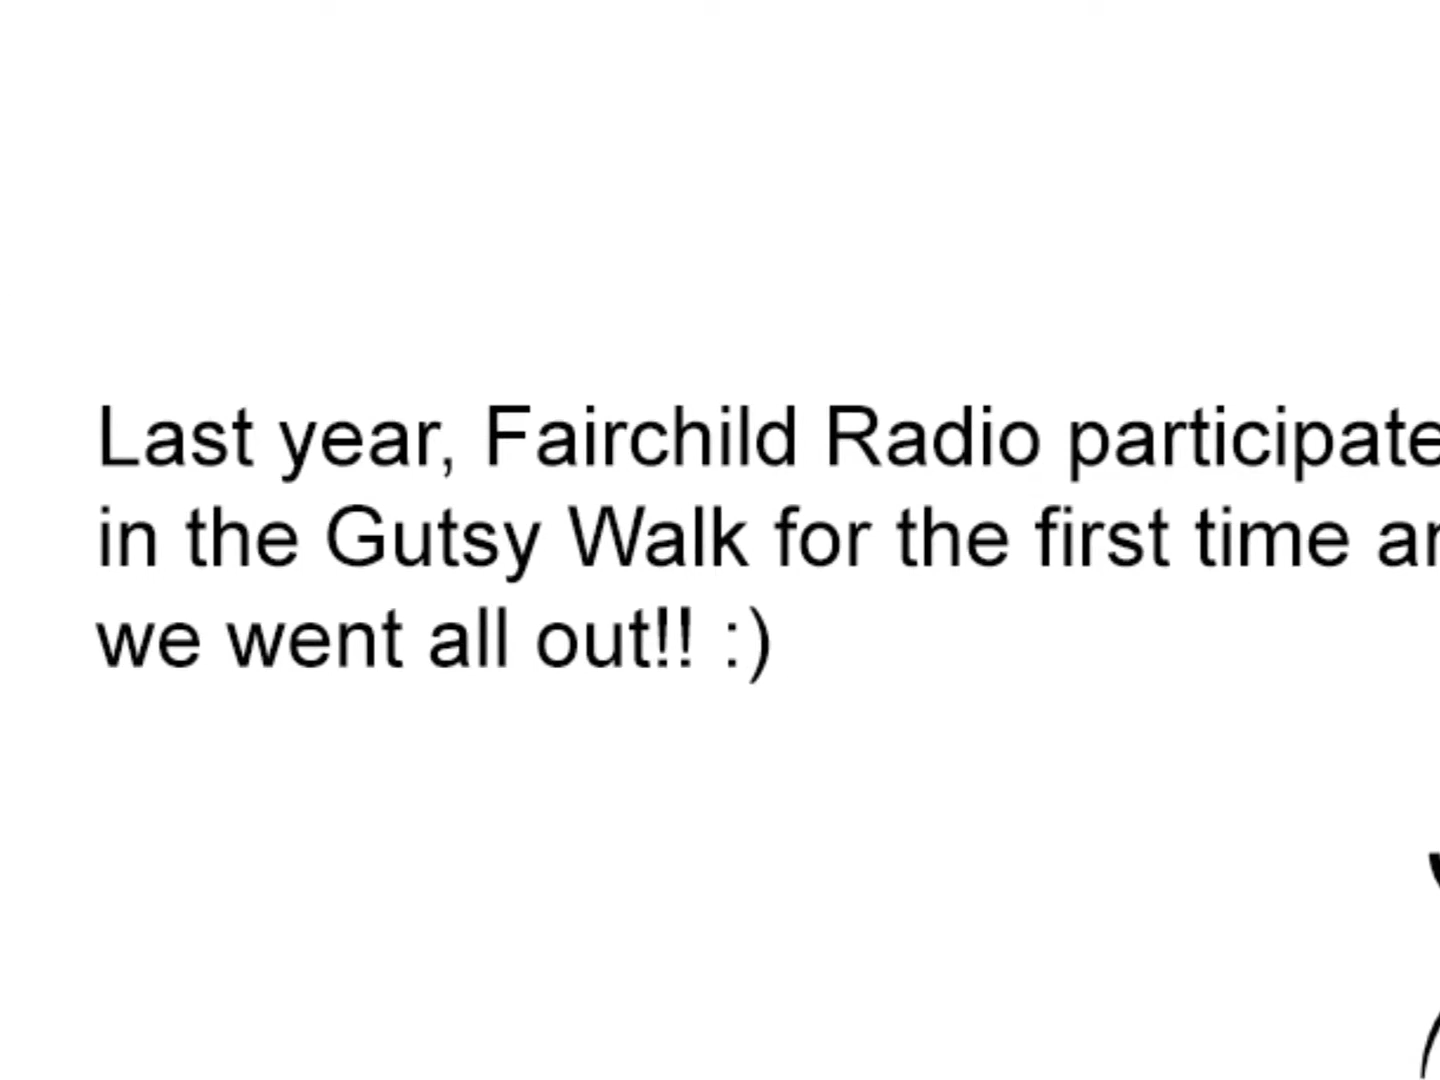 Last year, Fairchild Radio participate
in the Gutsy Walk for the first time ar
we went all out!! :)